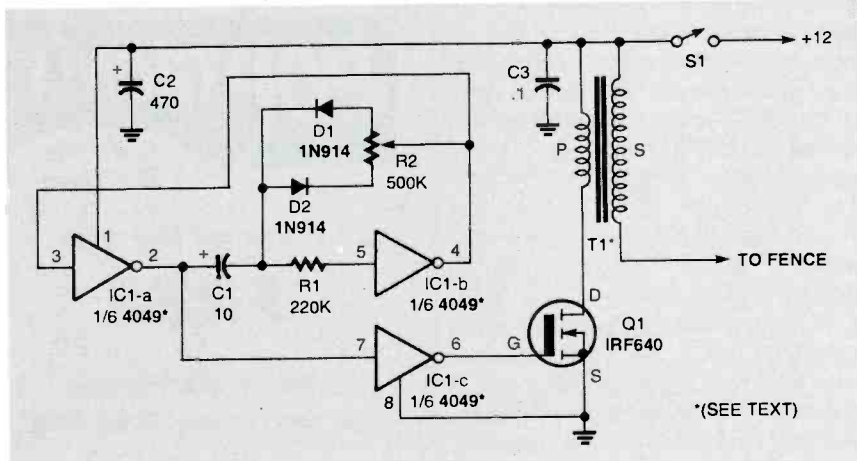 +12
S1
C3
.1
+
C2
470
D1
1N914
R2
500K
D2
1N914
P
S
T1*
TO FENCE
3
1
2
IC1-a
1/6 4049*
+
C1
10
R1
220K
5
4
IC1-b
1/6 4049*
7
6
IC1-c
1/6 4049*
8
D
G
S
Q1
IRF640
*(SEE TEXT)